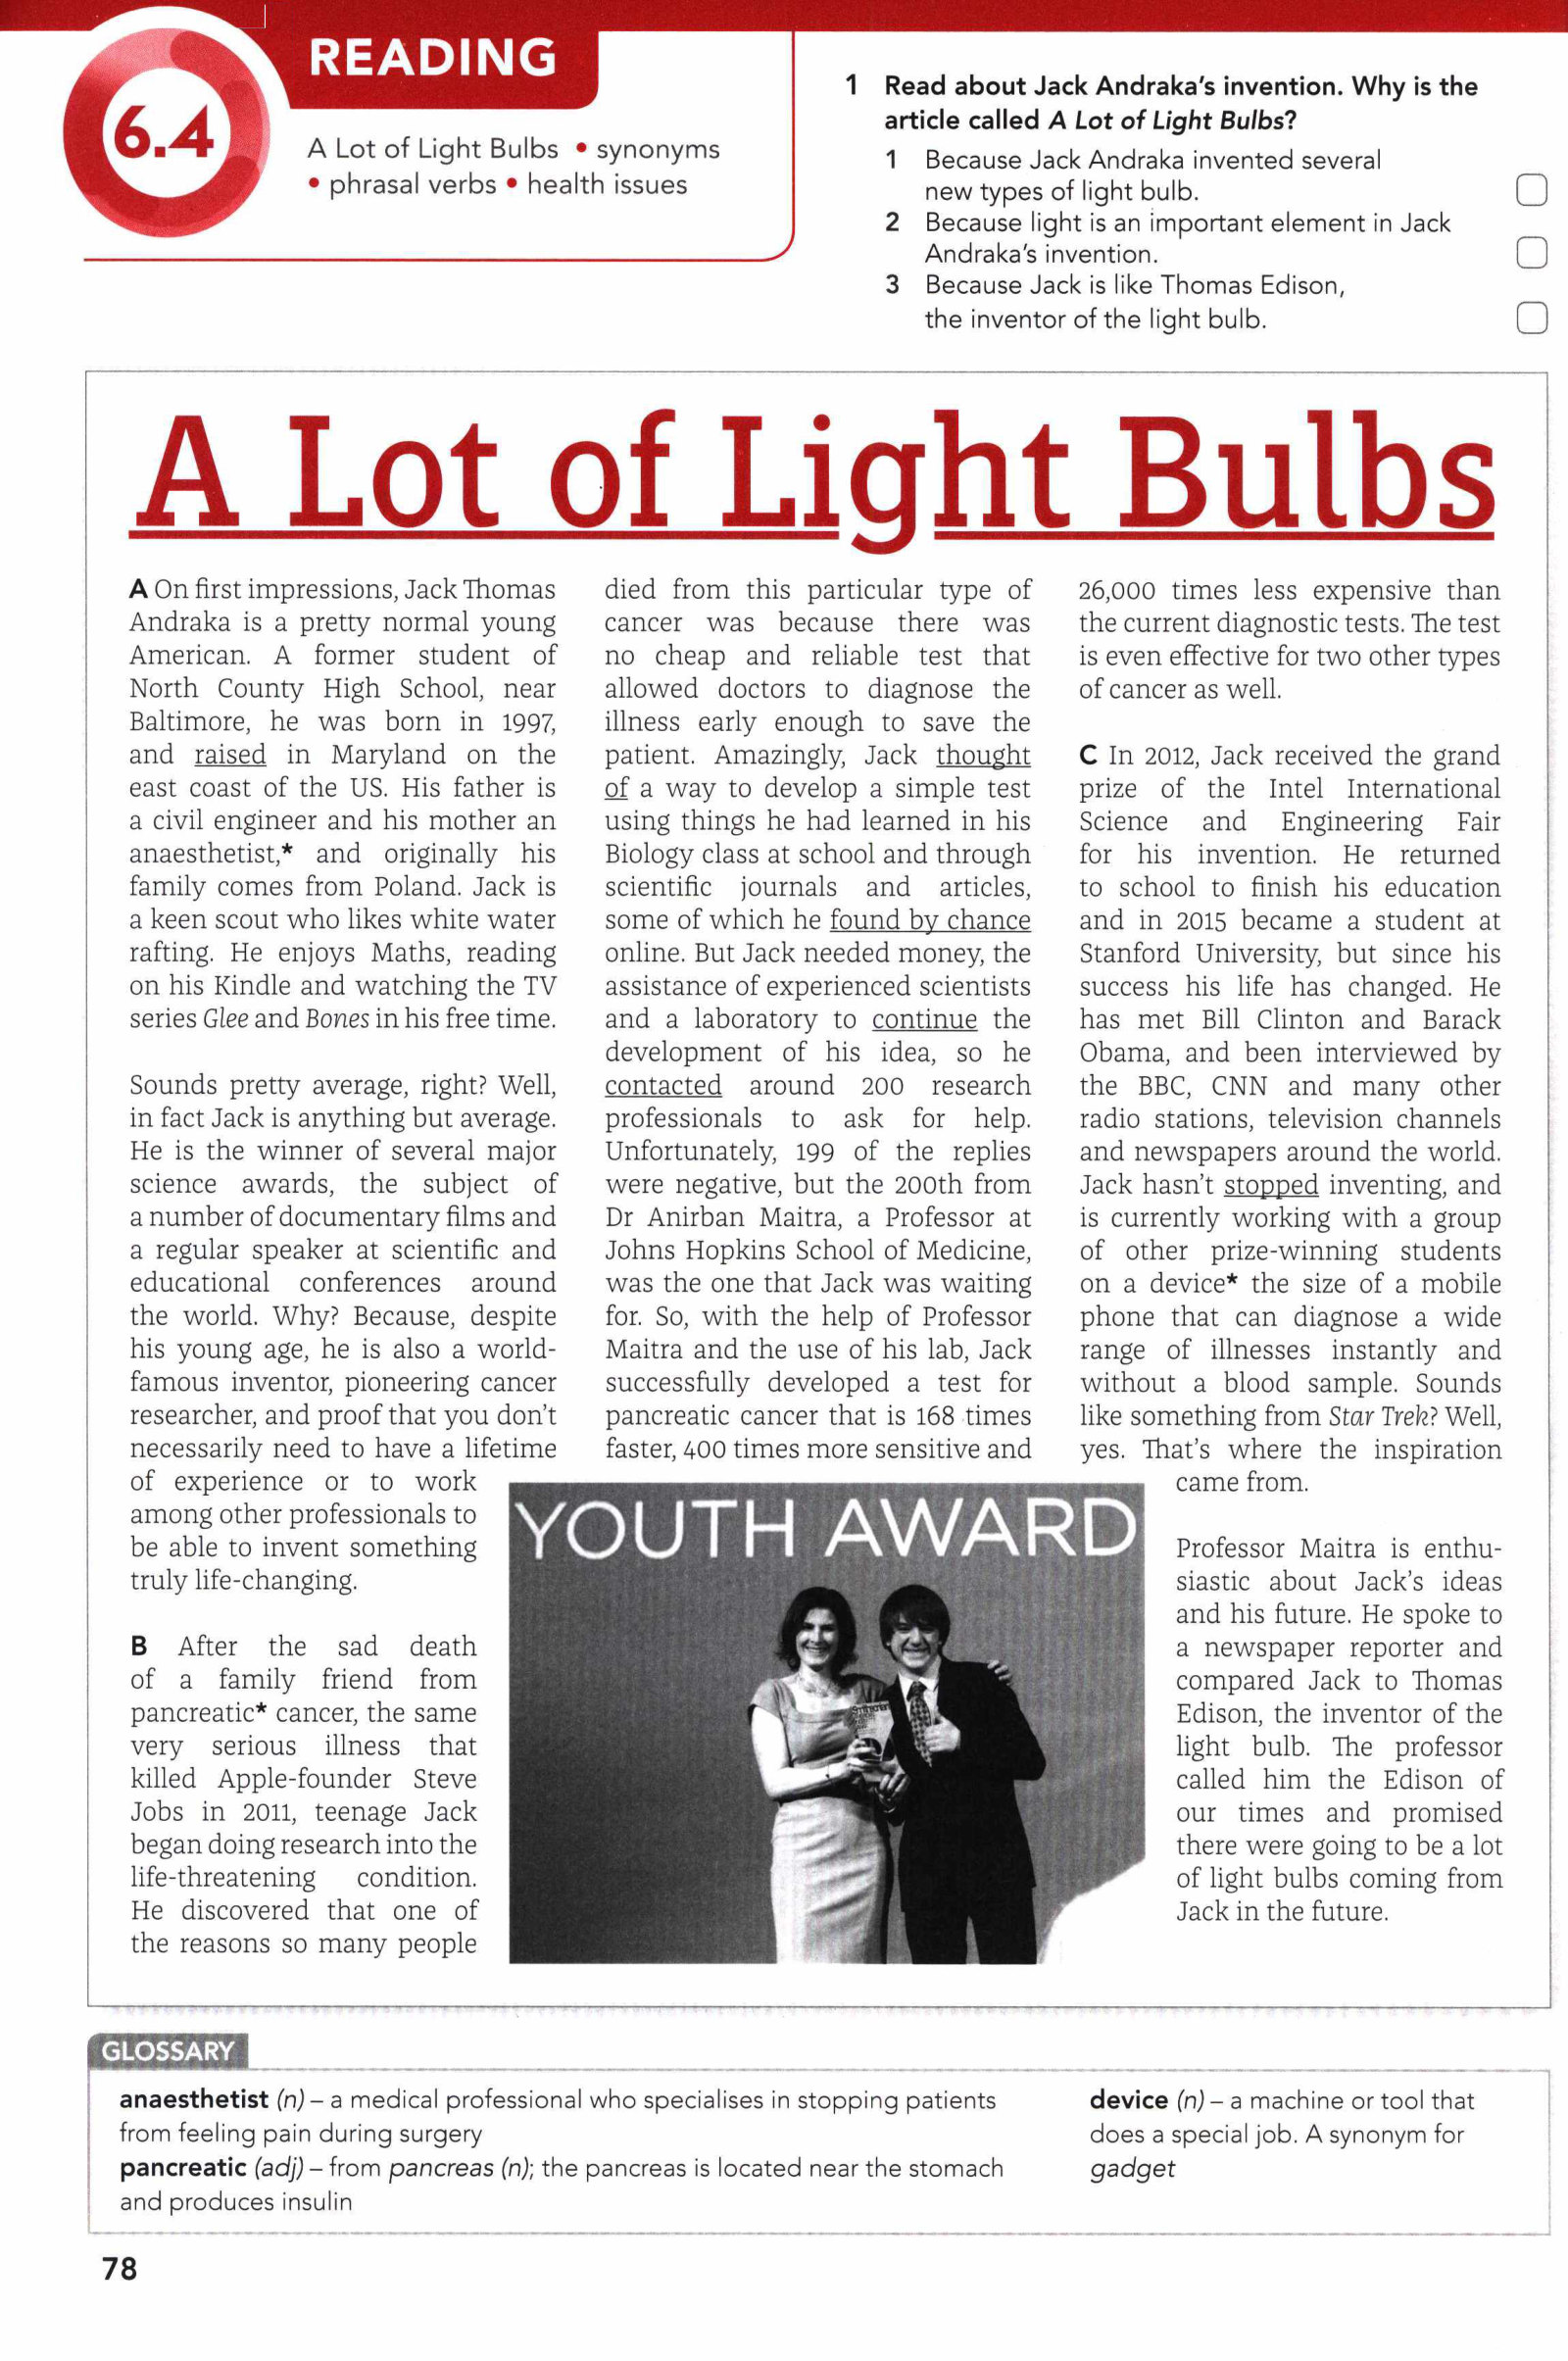 READING
6.4
A Lot of Light Bulbs • synonyms
• phrasal verbs • health issues
1 Read about Jack Andraka's invention. Why is the
article called A Lot of Light Bulbs?
1 Because Jack Andraka invented several
new types of light bulb.
2 Because light is an important element in Jack
Andraka's invention.
3 Because Jack is like Thomas Edison,
the inventor of the light bulb.
A Lot of Light Bulbs
A On first impressions, Jack Thomas
Andraka is a pretty normal young
American. A former student of
North County High School, near
Baltimore, he was born in 1997,
and raised in Maryland on the
east coast of the US. His father is
a civil engineer and his mother an
anaesthetist,* and originally his
family comes from Poland. Jack is
a keen scout who likes white water
rafting. He enjoys Maths, reading
on his Kindle and watching the TV
series Glee and Bones in his free time.
Sounds pretty average, right? Well,
in fact Jack is anything but average.
He is the winner of several major
science awards, the subject of
a number of documentary films and
a regular speaker at scientific and
educational conferences around
the world. Why? Because, despite
his young age, he is also a world-
famous inventor, pioneering cancer
researcher, and proof that you don't
necessarily need to have a lifetime
of experience or to work
among other professionals to
be able to invent something
truly life-changing.
B After the sad death
of a family friend from
pancreatic* cancer, the same
very serious illness that
killed Apple-founder Steve
Jobs in 2011, teenage Jack
began doing research into the
life-threatening condition.
He discovered that one of
the reasons so many people
died from this particular type of
cancer was because there was
no cheap and reliable test that
allowed doctors to diagnose the
illness early enough to save the
patient. Amazingly, Jack thought
of a way to develop a simple test
using things he had learned in his
Biology class at school and through
scientific journals and articles,
some of which he found by chance
online. But Jack needed money, the
assistance of experienced scientists
and a laboratory to continue the
development of his idea, so he
contacted around 200 research
professionals to ask for help.
Unfortunately, 199 of the replies
were negative, but the 200th from
Dr Anirban Maitra, a Professor at
Johns Hopkins School of Medicine,
was the one that Jack was waiting
for. So, with the help of Professor
Maitra and the use of his lab, Jack
successfully developed a test for
pancreatic cancer that is 168 times
faster, 400 times more sensitive and
26,000 times less expensive than
the current diagnostic tests. The test
is even effective for two other types
of cancer as well.
C In 2012, Jack received the grand
prize of the Intel International
Science and Engineering Fair
for his invention. He returned
to school to finish his education
and in 2015 became a student at
Stanford University, but since his
success his life has changed. He
has met Bill Clinton and Barack
Obama, and been interviewed by
the BBC, CNN and many other
radio stations, television channels
and newspapers around the world.
Jack hasn't stopped inventing, and
is currently working with a group
of other prize-winning students
on a device* the size of a mobile
phone that can diagnose a wide
range of illnesses instantly and
without a blood sample. Sounds
like something from Star Trek? Well,
yes. That's where the inspiration
came from.
Professor Maitra is enthu-
siastic about Jack's ideas
and his future. He spoke to
a newspaper reporter and
compared Jack to Thomas
Edison, the inventor of the
light bulb. The professor
called him the Edison of
our times and promised
there were going to be a lot
of light bulbs coming from
Jack in the future.
YOUTH AWARD
GLOSSARY
anaesthetist (n) – a medical professional who specialises in stopping patients
from feeling pain during surgery
pancreatic (adj) – from pancreas (n); the pancreas is located near the stomach
and produces insulin
device (n) – a machine or tool that
does a special job. A synonym for
gadget
78